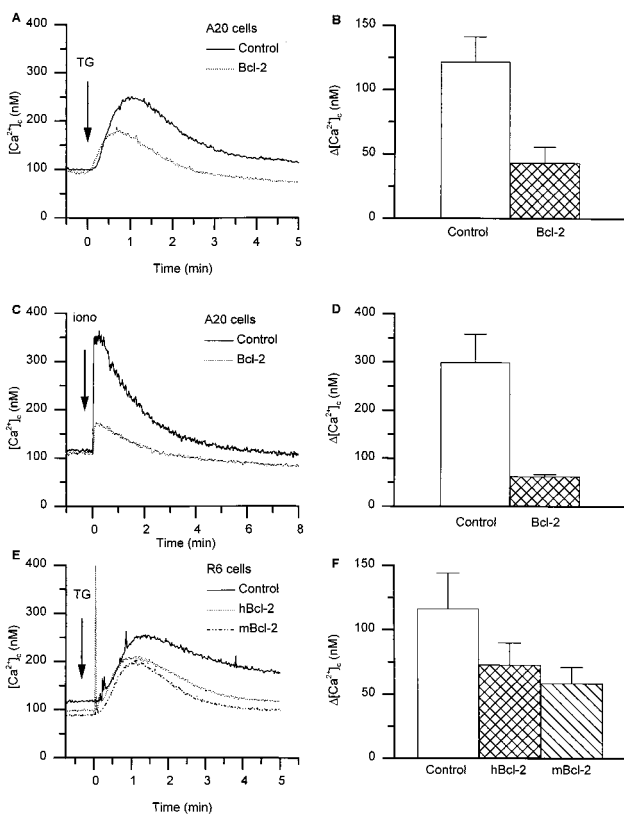 A
A20 cells
Control
Bcl-2
TG
[Ca²⁺]c (nM)
400
300
200
100
0
0 1 2 3 4 5
Time (min)
B
Δ[Ca²⁺]c (nM)
150
100
50
0
Control Bcl-2
C
iono
A20 cells
Control
Bcl-2
[Ca²⁺]c (nM)
400
300
200
100
0
0 2 4 6 8
Time (min)
D
Δ[Ca²⁺]c (nM)
400
300
200
100
0
Control Bcl-2
E
R6 cells
Control
hBcl-2
mBcl-2
TG
[Ca²⁺]c (nM)
400
300
200
100
0
0 1 2 3 4 5
Time (min)
F
Δ[Ca²⁺]c (nM)
150
100
50
0
Control hBcl-2 mBcl-2